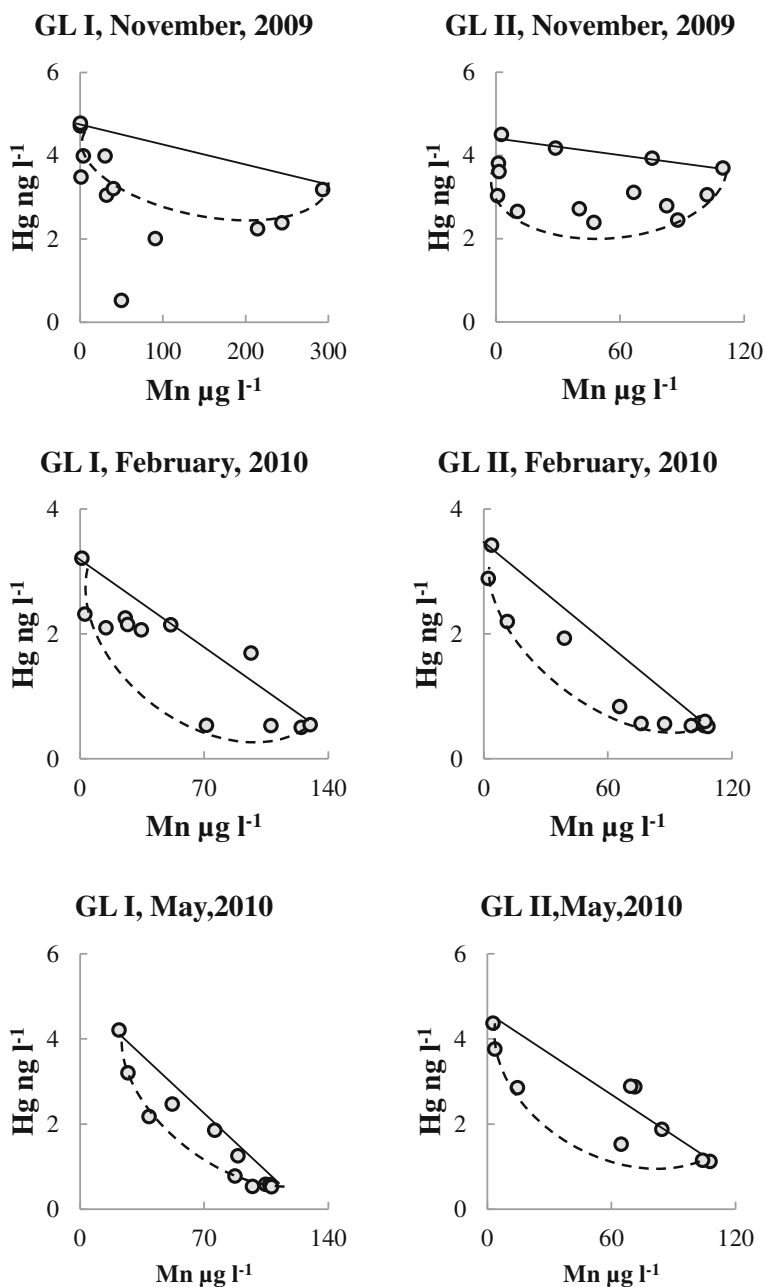 GL I, November, 2009
6
4
2
0
Hg ng l-1
0 100 200 300
Mn µg l-1
GL II, November, 2009
6
4
2
0
Hg ng l-1
0 60 120
Mn µg l-1
GL I, February, 2010
4
2
0
Hg ng l-1
0 70 140
Mn µg l-1
GL II, February, 2010
4
2
0
Hg ng l-1
0 60 120
Mn µg l-1
GL I, May,2010
6
4
2
0
Hg ng l-1
0 70 140
Mn µg l-1
GL II,May,2010
6
4
2
0
Hg ng l-1
0 60 120
Mn µg l-1